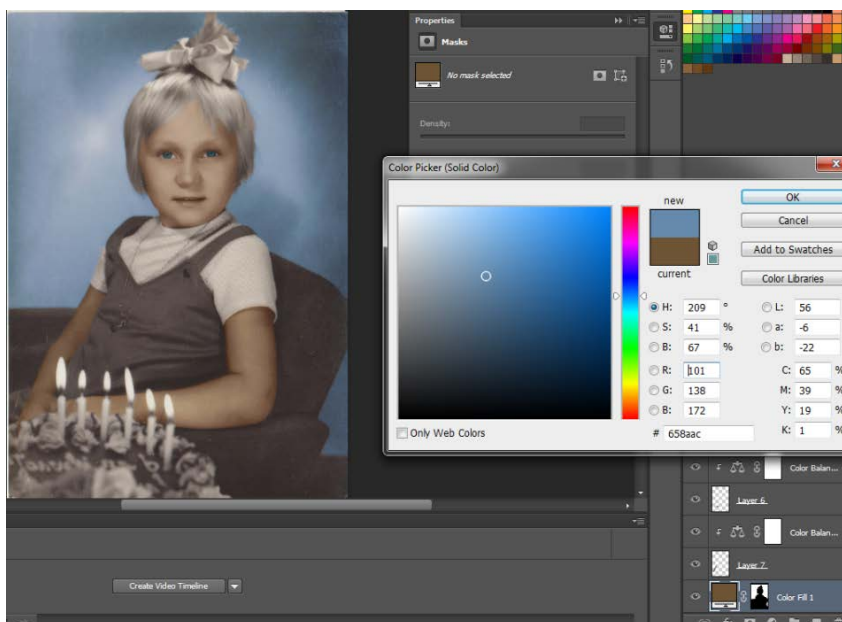 Properties
Masks
No mask selected
Density:
Color Picker (Solid Color)
new
current
OK
Cancel
Add to Swatches
Color Libraries
H: 209 °
S: 41 %
B: 67 %
R: 101
G: 138
B: 172
L: 56
a: -6
b: -22
C: 65 %
M: 39 %
Y: 19 %
K: 1 %
Only Web Colors
# 658aac
Color Balan...
Layer 6
Color Balan...
Layer 7
Color Fill 1
Create Video Timeline